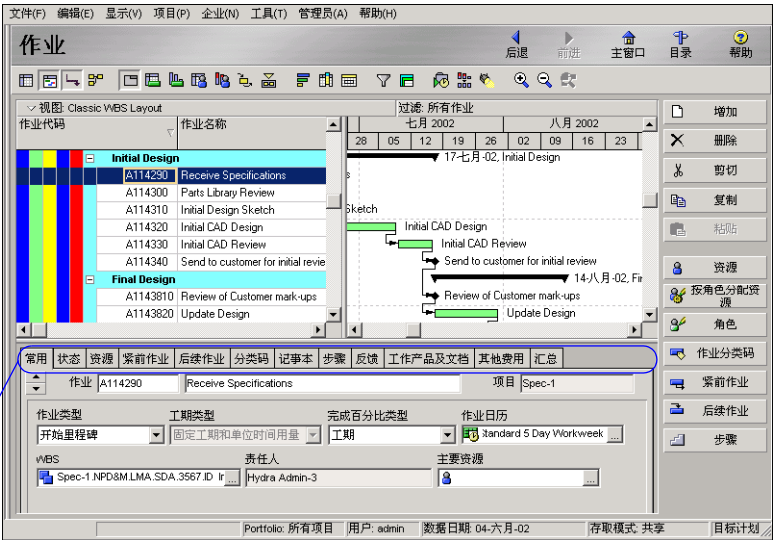 文件(F) 编辑(E) 显示(V) 项目(P) 企业(N) 工具(T) 管理员(A) 帮助(H)
作业
后退 前进 主窗口 目录 帮助
视图: Classic WBS Layout 过滤: 所有作业
作业代码 作业名称
七月 2002 八月 2002
28 05 12 19 26 02 09 16 23
Initial Design 17-七月-02, Initial Design
A114290 Receive Specifications
A114300 Parts Library Review
A114310 Initial Design Sketch Sketch
A114320 Initial CAD Design Initial CAD Design
A114330 Initial CAD Review Initial CAD Review
A114340 Send to customer for initial revie Send to customer for initial review
Final Design 14-八月-02, Fir
A1143810 Review of Customer mark-ups Review of Customer mark-ups
A1143820 Update Design Update Design
增加
删除
剪切
复制
粘贴
资源
按角色分配资源
角色
作业分类码
紧前作业
后续作业
步骤
常用 状态 资源 紧前作业 后续作业 分类码 记事本 步骤 反馈 工作产品及文档 其他费用 汇总
作业 A114290 Receive Specifications 项目 Spec-1
作业类型 工期类型 完成百分比类型 作业日历
开始里程碑 固定工期和单位时间用量 工期 Standard 5 Day Workweek ...
WBS 责任人 主要资源
Spec-1.NPD&M.LMA.SDA.3567.ID Ir ... Hydra Admin-3 ...
Portfolio: 所有项目 用户: admin 数据日期: 04-六月-02 存取模式: 共享 目标计划